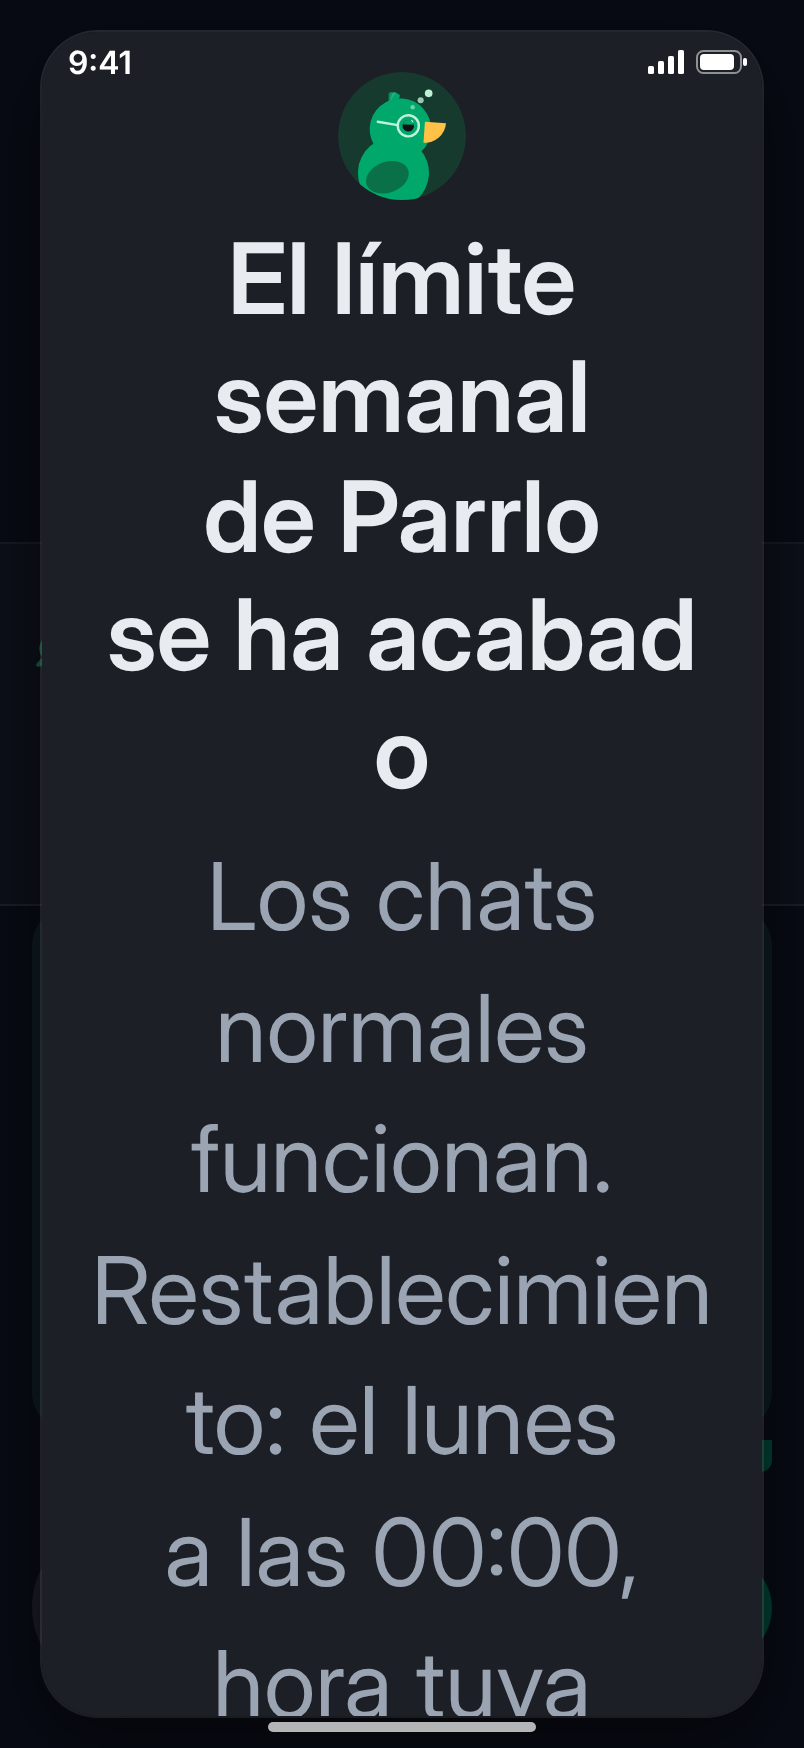 9:41
El límite
semanal
de Parrlo
se ha acabad
o
Los chats
normales
funcionan.
Restablecimien
to: el lunes
a las 00:00,
hora tuya